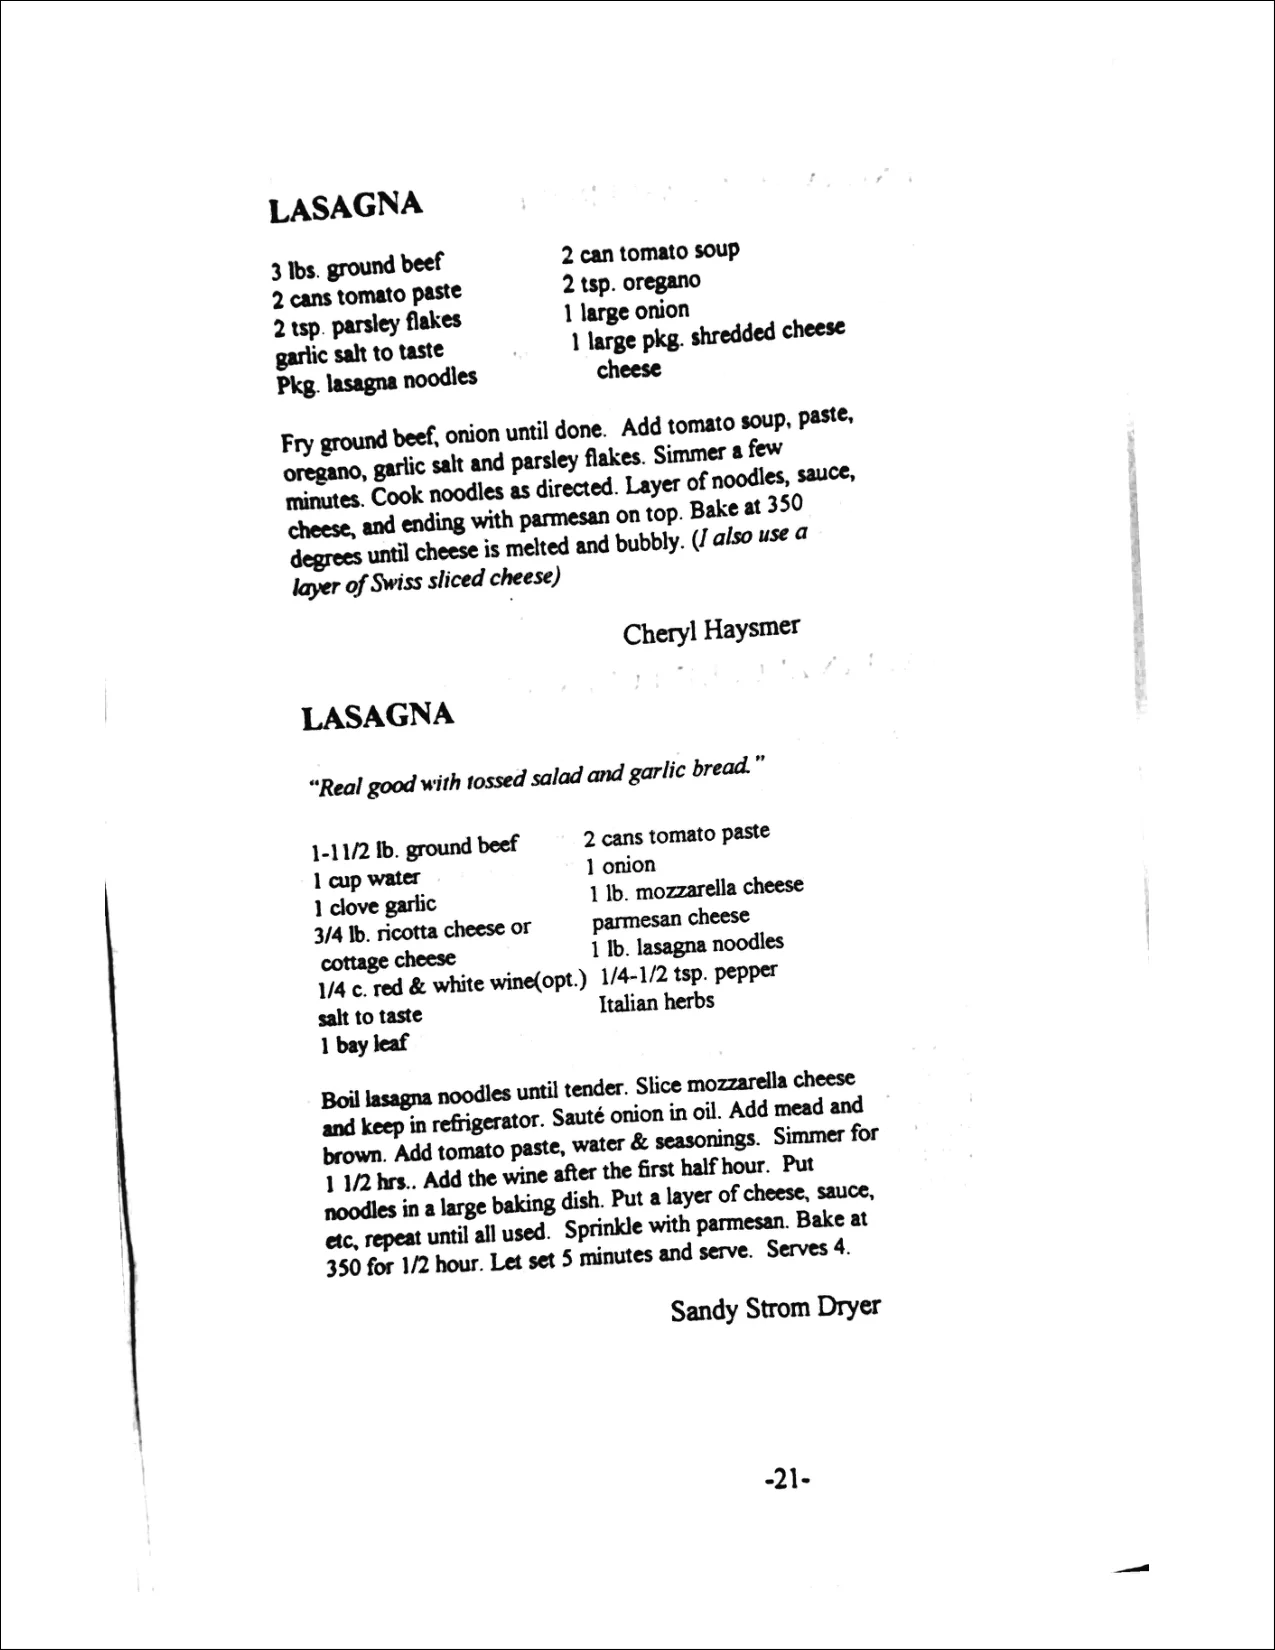 LASAGNA
3 lbs. ground beef
2 cans tomato paste
2 tsp. parsley flakes
garlic salt to taste
Pkg. lasagna noodles
2 can tomato soup
2 tsp. oregano
1 large onion
1 large pkg. shredded cheese
cheese
Fry ground beef, onion until done. Add tomato soup, paste,
oregano, garlic salt and parsley flakes. Simmer a few
minutes. Cook noodles as directed. Layer of noodles, sauce,
cheese, and ending with parmesan on top. Bake at 350
degrees until cheese is melted and bubbly. (I also use a
layer of Swiss sliced cheese)
Cheryl Haysmer
LASAGNA
"Real good with tossed salad and garlic bread."
1-11/2 lb. ground beef
1 cup water
1 clove garlic
3/4 lb. ricotta cheese or
cottage cheese
1/4 c. red & white wine(opt.)
salt to taste
1 bay leaf
2 cans tomato paste
1 onion
1 lb. mozzarella cheese
parmesan cheese
1 lb. lasagna noodles
1/4-1/2 tsp. pepper
Italian herbs
Boil lasagna noodles until tender. Slice mozzarella cheese
and keep in refrigerator. Sauté onion in oil. Add mead and
brown. Add tomato paste, water & seasonings. Simmer for
1 1/2 hrs.. Add the wine after the first half hour. Put
noodles in a large baking dish. Put a layer of cheese, sauce,
etc, repeat until all used. Sprinkle with parmesan. Bake at
350 for 1/2 hour. Let set 5 minutes and serve. Serves 4.
Sandy Strom Dryer
-21-